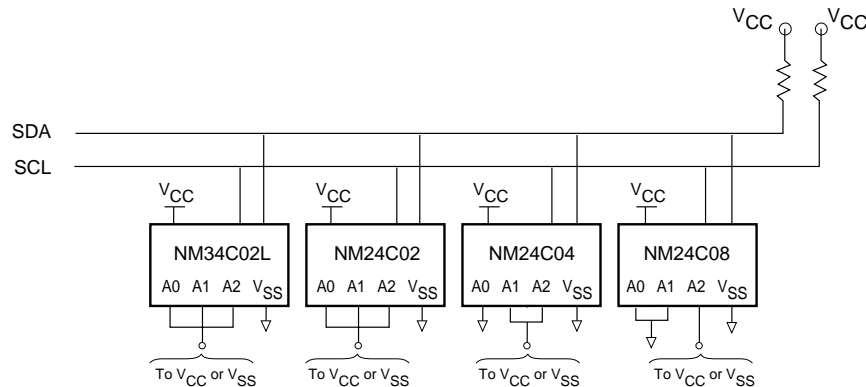 VCC VCC
SDA
SCL
VCC VCC VCC VCC
NM34C02L NM24C02 NM24C04 NM24C08
A0 A1 A2 VSS A0 A1 A2 VSS A0 A1 A2 VSS A0 A1 A2 VSS
To VCC or VSS To VCC or VSS To VCC or VSS To VCC or VSS